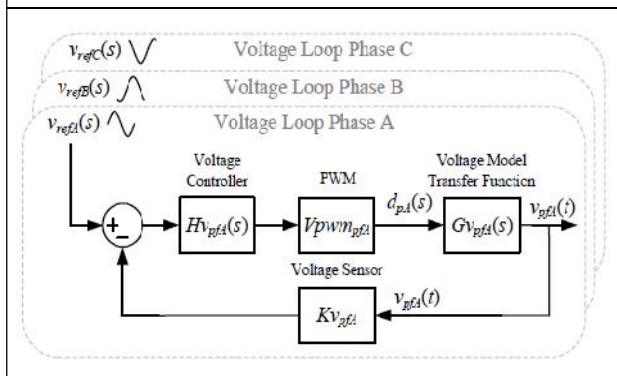 v_refC(s) Voltage Loop Phase C
v_refB(s) Voltage Loop Phase B
v_refA(s) Voltage Loop Phase A
Voltage
Controller
PWM
Voltage Model
Transfer Function
+
−
Hv_pfA(s)
Vpwm_pfA
d_pA(s)
Gv_pfA(s)
v_pfA(t)
Voltage Sensor
Kv_pfA
v_pfA(t)